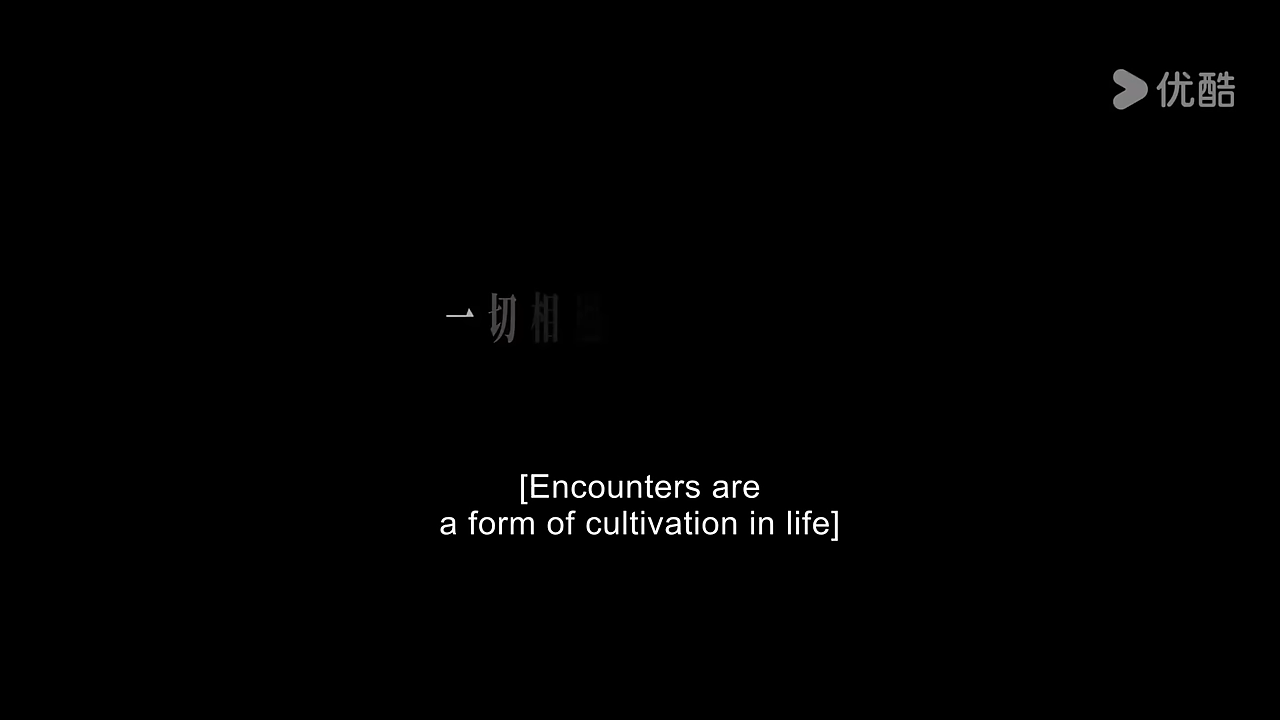 优酷
一切相
[Encounters are
a form of cultivation in life]